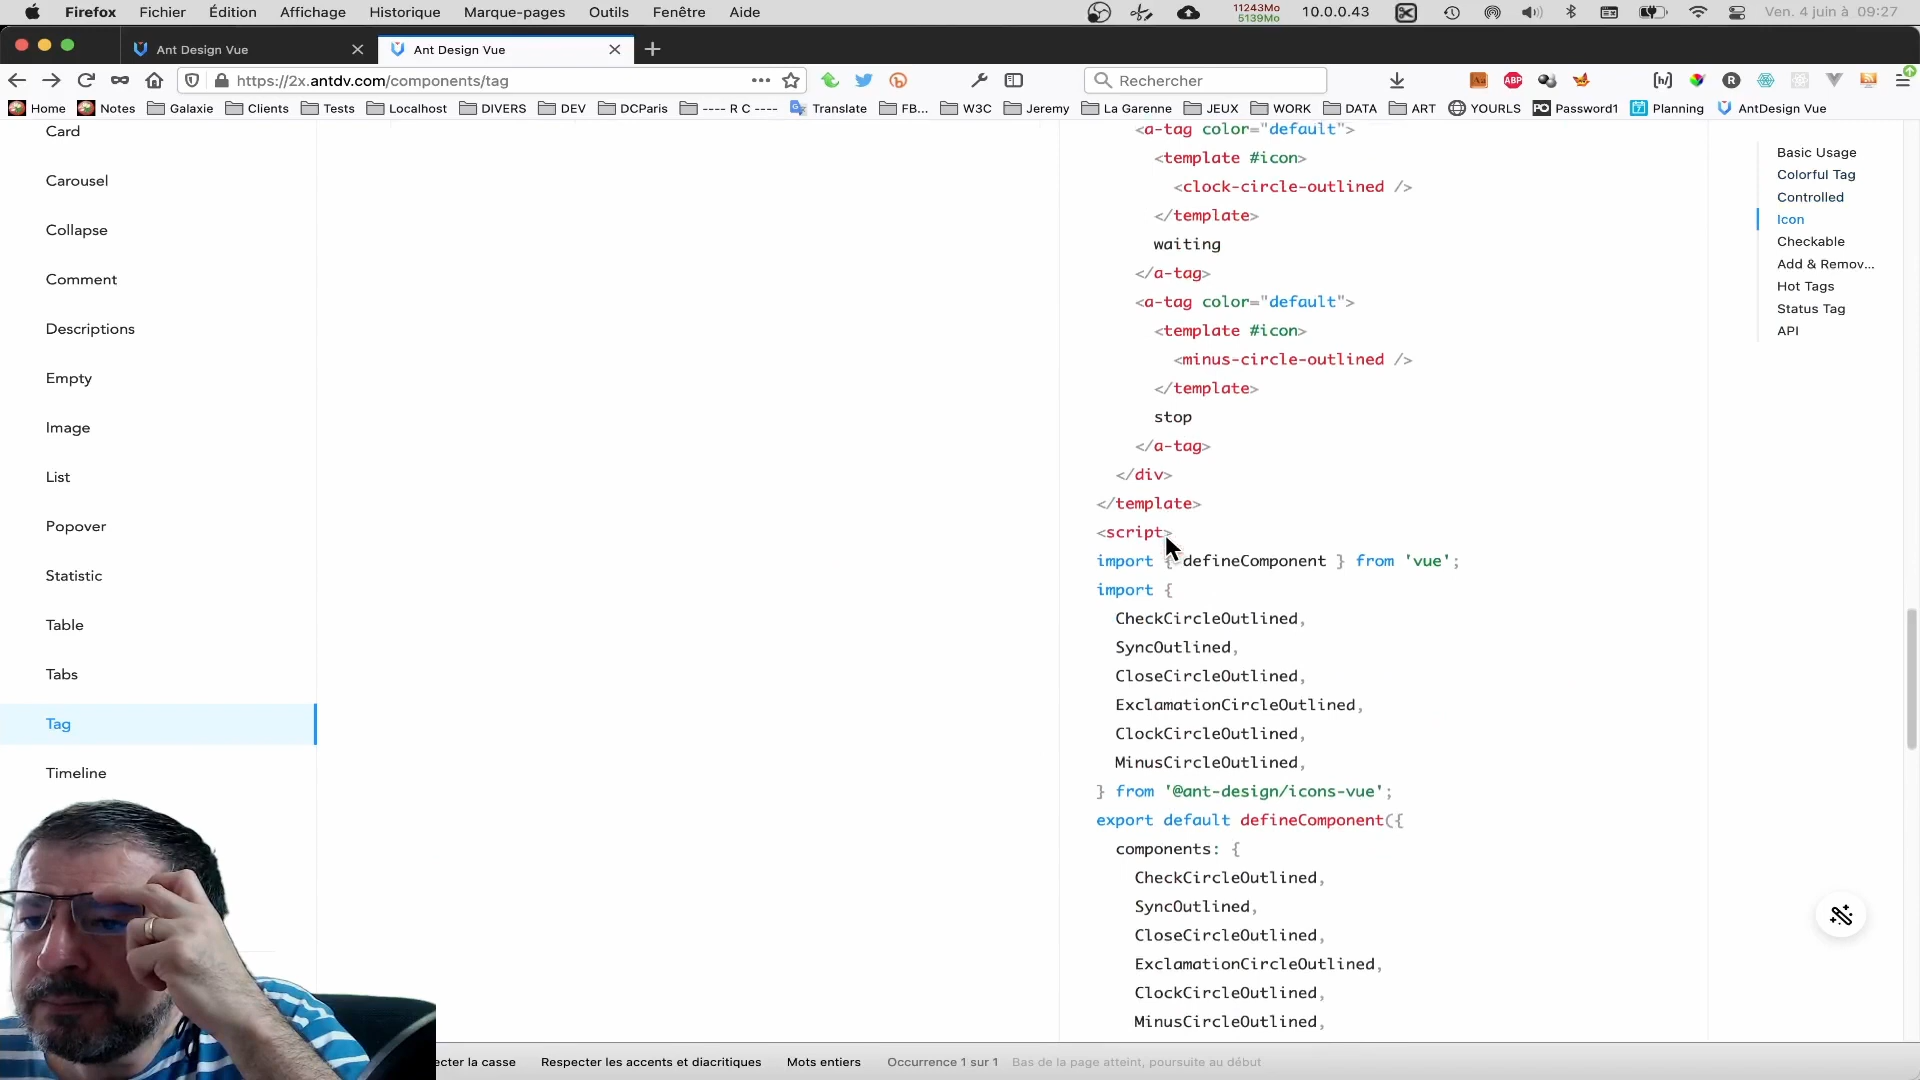 Firefox Fichier Édition Affichage Historique Marque-pages Outils Fenêtre Aide 11243Mo 5139Mo 10.0.0.43 Ven. 4 juin à 09:27
Ant Design Vue
Ant Design Vue
https://2x.antdv.com/components/tag
Rechercher
Home Notes Galaxie Clients Tests Localhost DIVERS DEV DCParis ---- R C ---- Translate FB... W3C Jeremy La Garenne JEUX WORK DATA ART YOURLS Password1 Planning AntDesign Vue
Card
Carousel
Collapse
Comment
Descriptions
Empty
Image
List
Popover
Statistic
Table
Tabs
Tag
Timeline
<a-tag color="default">
<template #icon>
<clock-circle-outlined />
</template>
waiting
</a-tag>
<a-tag color="default">
<template #icon>
<minus-circle-outlined />
</template>
stop
</a-tag>
</div>
</template>
<script>
import { defineComponent } from 'vue';
import {
CheckCircleOutlined,
SyncOutlined,
CloseCircleOutlined,
ExclamationCircleOutlined,
ClockCircleOutlined,
MinusCircleOutlined,
} from '@ant-design/icons-vue';
export default defineComponent({
components: {
CheckCircleOutlined,
SyncOutlined,
CloseCircleOutlined,
ExclamationCircleOutlined,
ClockCircleOutlined,
MinusCircleOutlined,
Basic Usage
Colorful Tag
Controlled
Icon
Checkable
Add & Remov...
Hot Tags
Status Tag
API
ecter la casse Respecter les accents et diacritiques Mots entiers Occurrence 1 sur 1 Bas de la page atteint, poursuite au début